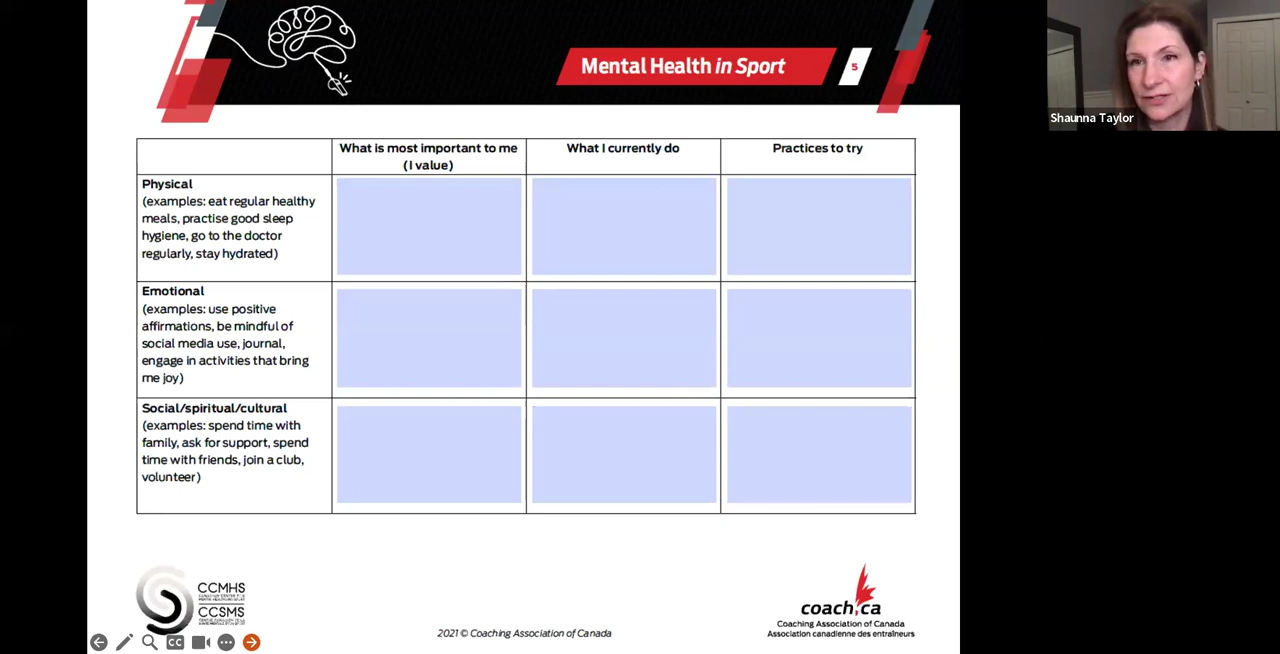 Mental Health in Sport
5
Shaunna Taylor
What is most important to me
(I value)
What I currently do
Practices to try
Physical
(examples: eat regular healthy
meals, practise good sleep
hygiene, go to the doctor
regularly, stay hydrated)
Emotional
(examples: use positive
affirmations, be mindful of
social media use, journal,
engage in activities that bring
me joy)
Social/spiritual/cultural
(examples: spend time with
family, ask for support, spend
time with friends, join a club,
volunteer)
CCMHS
CCSMS
CC
2021 © Coaching Association of Canada
coach.ca
Coaching Association of Canada
Association canadienne des entraîneurs